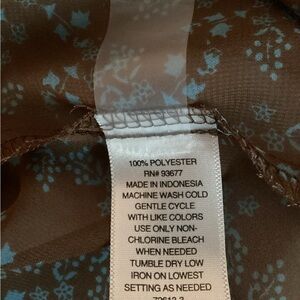 100% POLYESTER
RN# 93677
MADE IN INDONESIA
MACHINE WASH COLD
GENTLE CYCLE
WITH LIKE COLORS
USE ONLY NON-
CHLORINE BLEACH
WHEN NEEDED
TUMBLE DRY LOW
IRON ON LOWEST
SETTING AS NEEDED